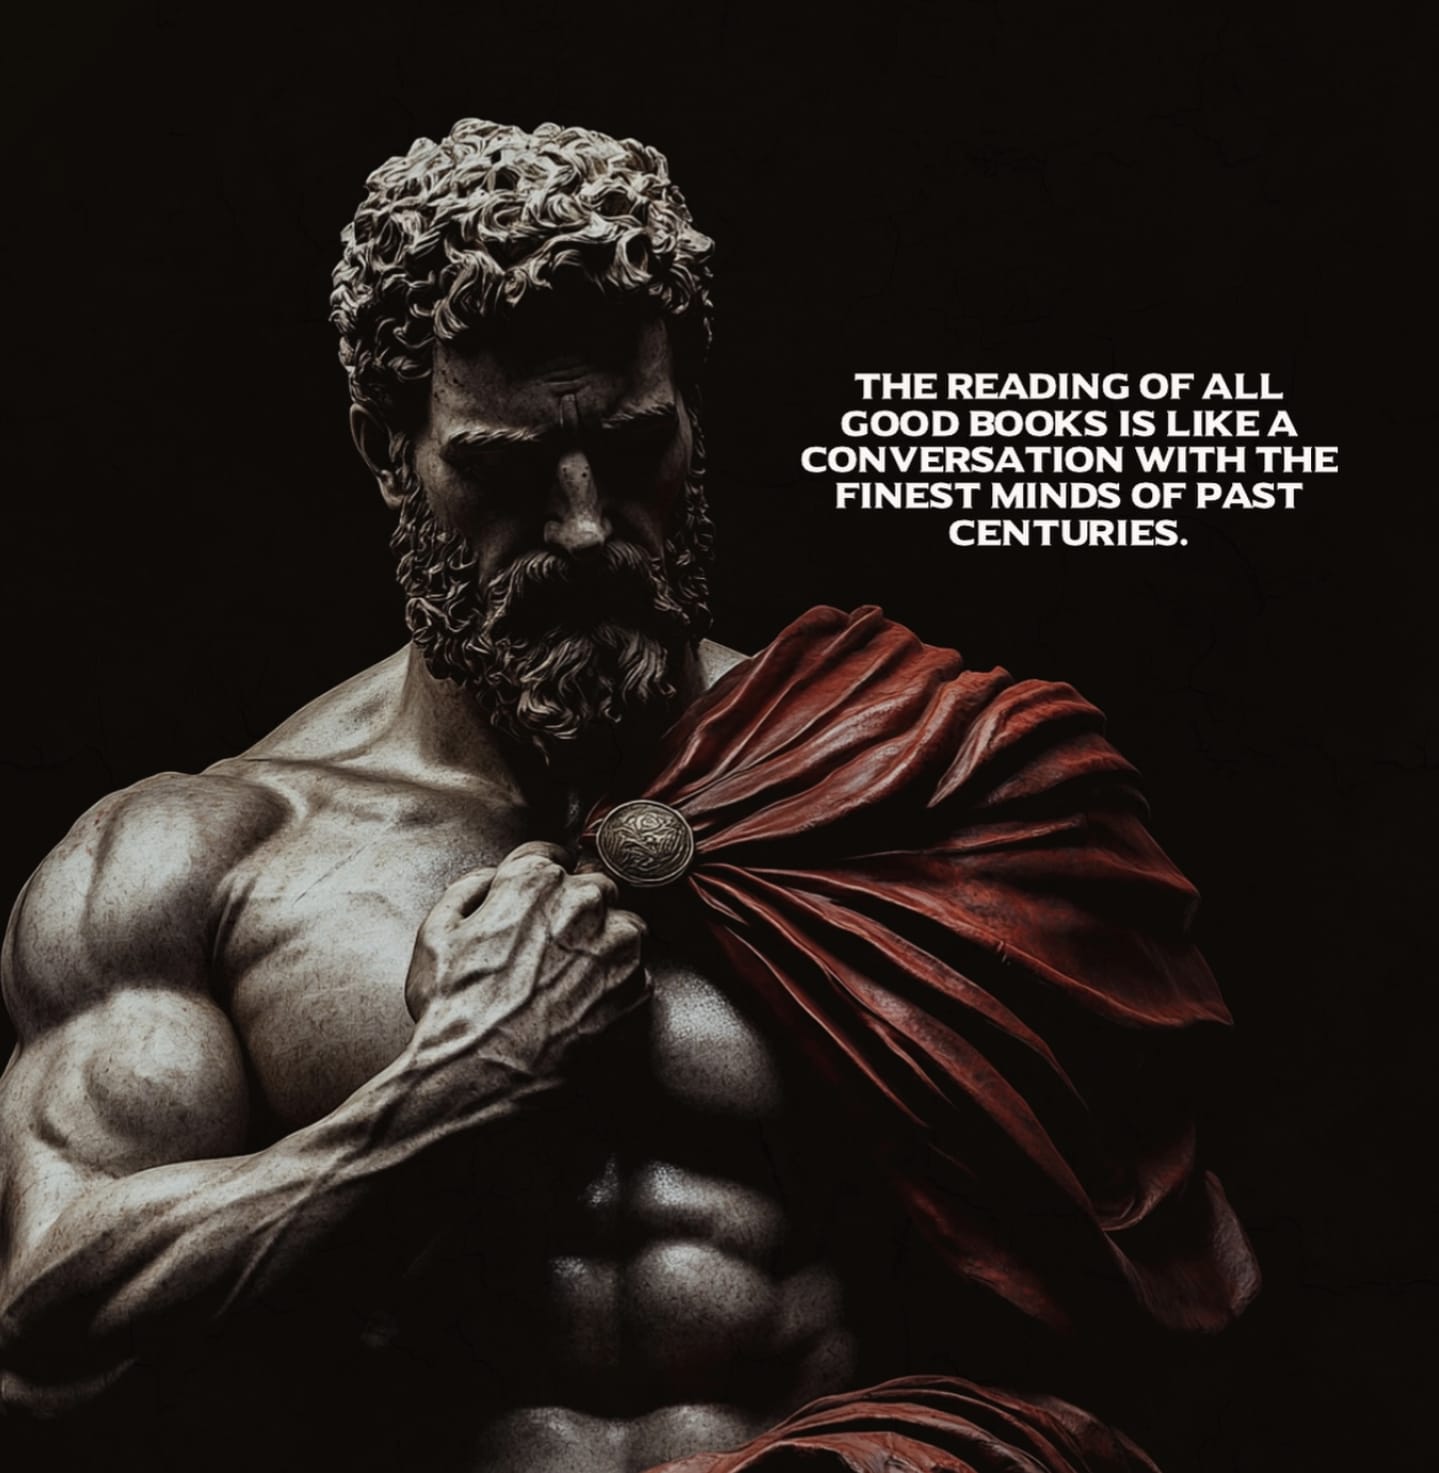 THE READING OF ALL
GOOD BOOKS IS LIKE A
CONVERSATION WITH THE
FINEST MINDS OF PAST
CENTURIES.